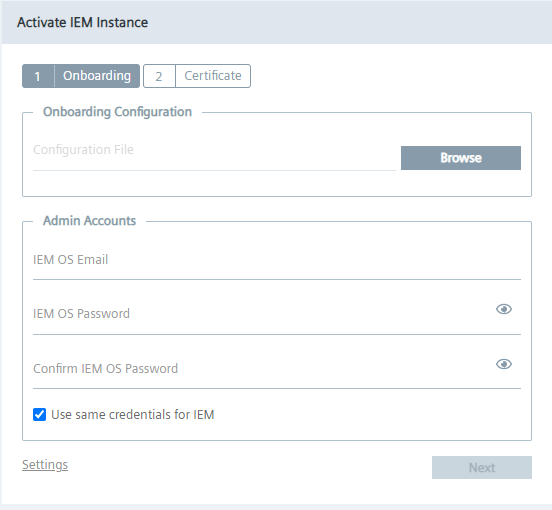 Activate IEM Instance
1 Onboarding 2 Certificate
Onboarding Configuration
Configuration File
Browse
Admin Accounts
IEM OS Email
IEM OS Password
Confirm IEM OS Password
Use same credentials for IEM
Settings
Next